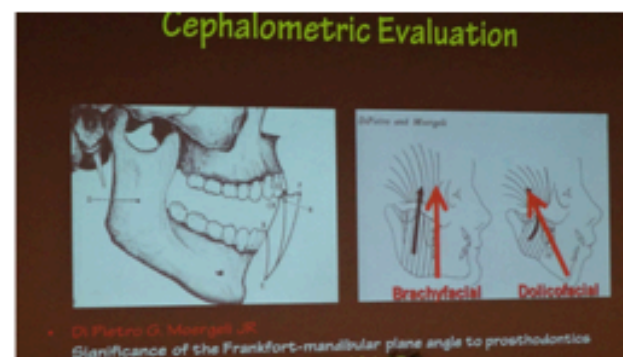 Cephalometric Evaluation
DiPietro and Moergeli
Brachyfacial
Dolicofacial
• Di Pietro G. Moergeli JR
Significance of the Frankfort-mandibular plane angle to prosthodontics